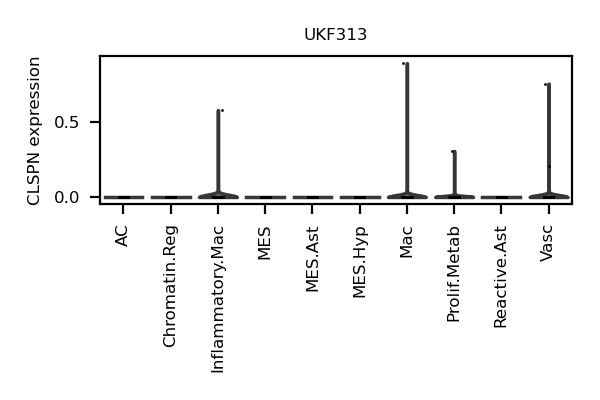 UKF313
CLSPN expression
0.5
0.0
AC
Chromatin.Reg
Inflammatory.Mac
MES
MES.Ast
MES.Hyp
Mac
Prolif.Metab
Reactive.Ast
Vasc